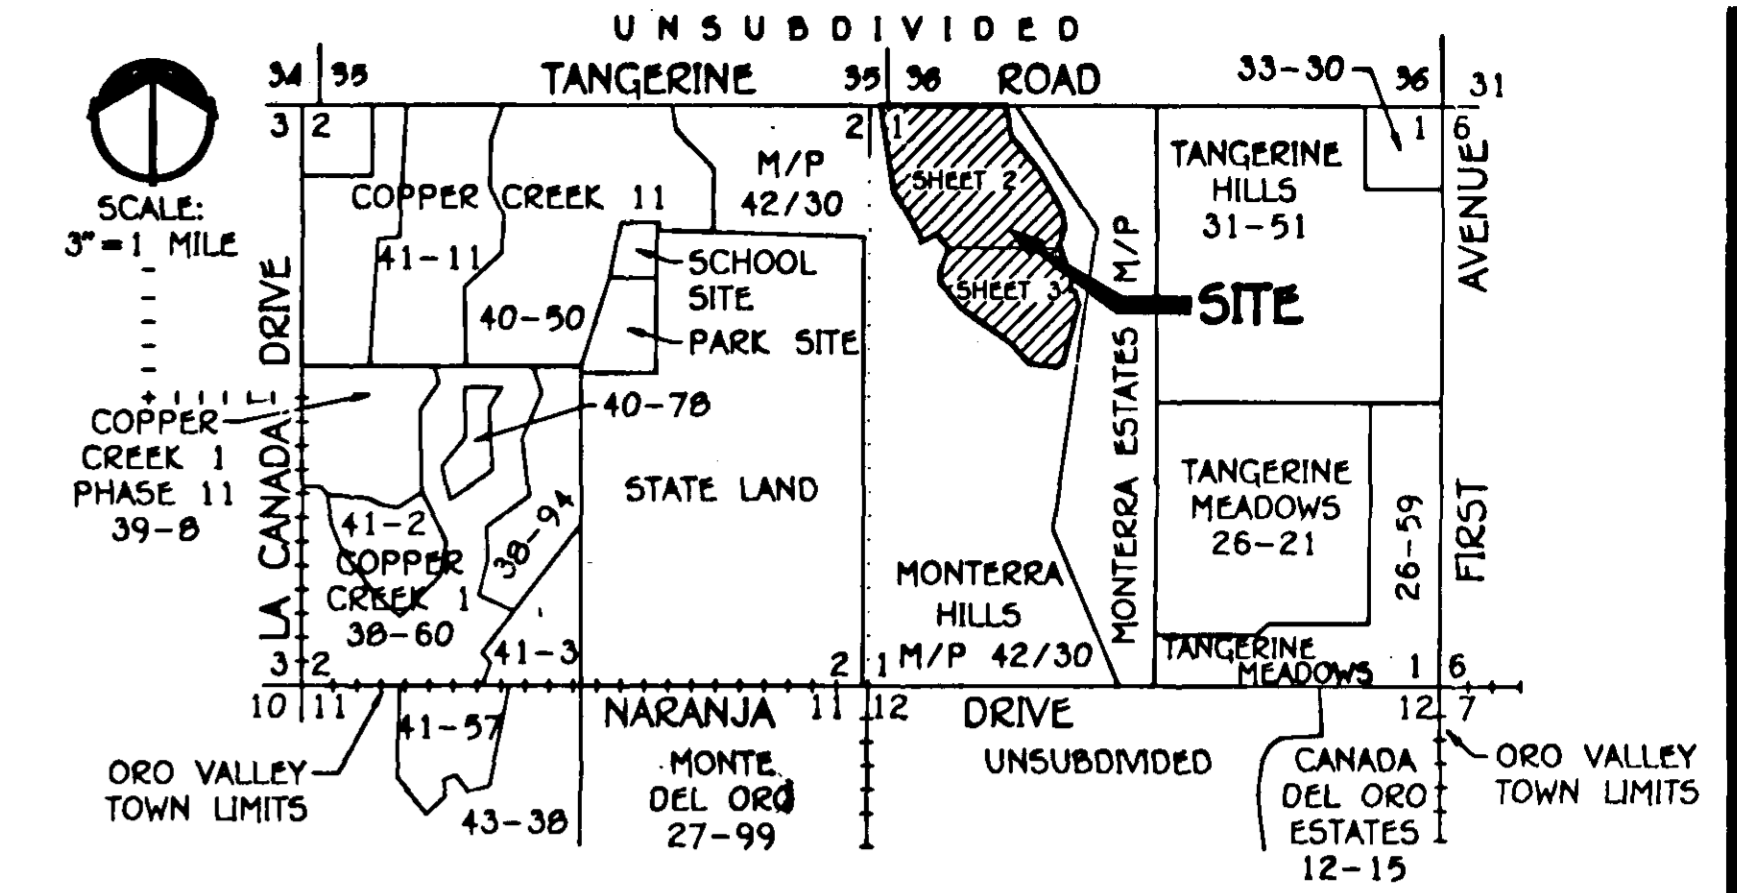 UNSUBDIVIDED
34 35
TANGERINE
35 36
ROAD
33-30
36 31
3 2
2 1
1 6
M/P
42/30
SHEET 2
TANGERINE
HILLS
31-51
AVENUE
SCALE:
3"=1 MILE
COPPER CREEK 11
41-11
SCHOOL
SITE
40-50
PARK SITE
SHEET 3
SITE
M/P
MONTERRA ESTATES
DRIVE
LA CANADA
COPPER
CREEK 1
PHASE 11
39-8
40-78
STATE LAND
TANGERINE
MEADOWS
26-21
26-59
FIRST
41-2
COPPER
CREEK 1
38-60
38-94
41-3
MONTERRA
HILLS
M/P 42/30
TANGERINE
MEADOWS
3 2
2 1
1 6
10 11
NARANJA
11 12
DRIVE
12 7
41-57
43-38
ORO VALLEY
TOWN LIMITS
MONTE
DEL ORO
27-99
UNSUBDIVIDED
CANADA
DEL ORO
ESTATES
12-15
ORO VALLEY
TOWN LIMITS